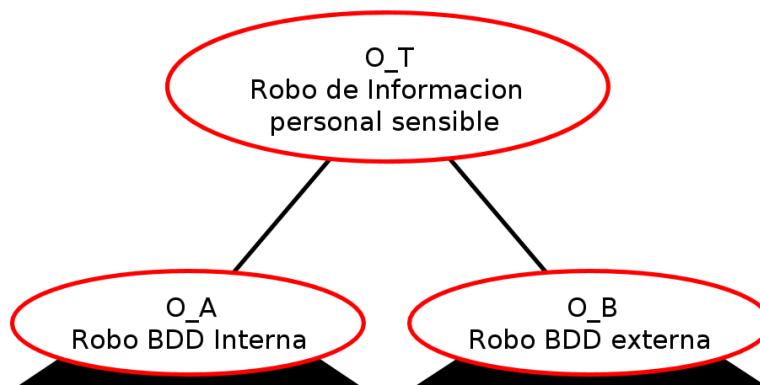 O_T
Robo de Informacion
personal sensible
O_A
Robo BDD Interna
O_B
Robo BDD externa